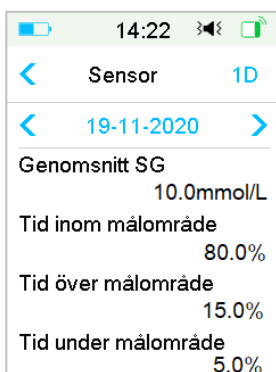 14:22
Sensor 1D
19-11-2020
Genomsnitt SG
10.0mmol/L
Tid inom målområde
80.0%
Tid över målområde
15.0%
Tid under målområde
5.0%